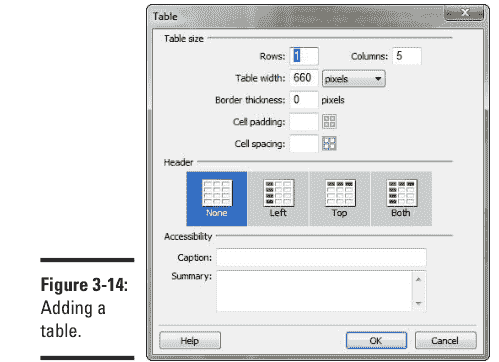 Table
Table size
Rows: 1 Columns: 5
Table width: 660 pixels
Border thickness: 0 pixels
Cell padding:
Cell spacing:
Header
None Left Top Both
Accessibility
Caption:
Summary:
Help OK Cancel
Figure 3-14:
Adding a
table.